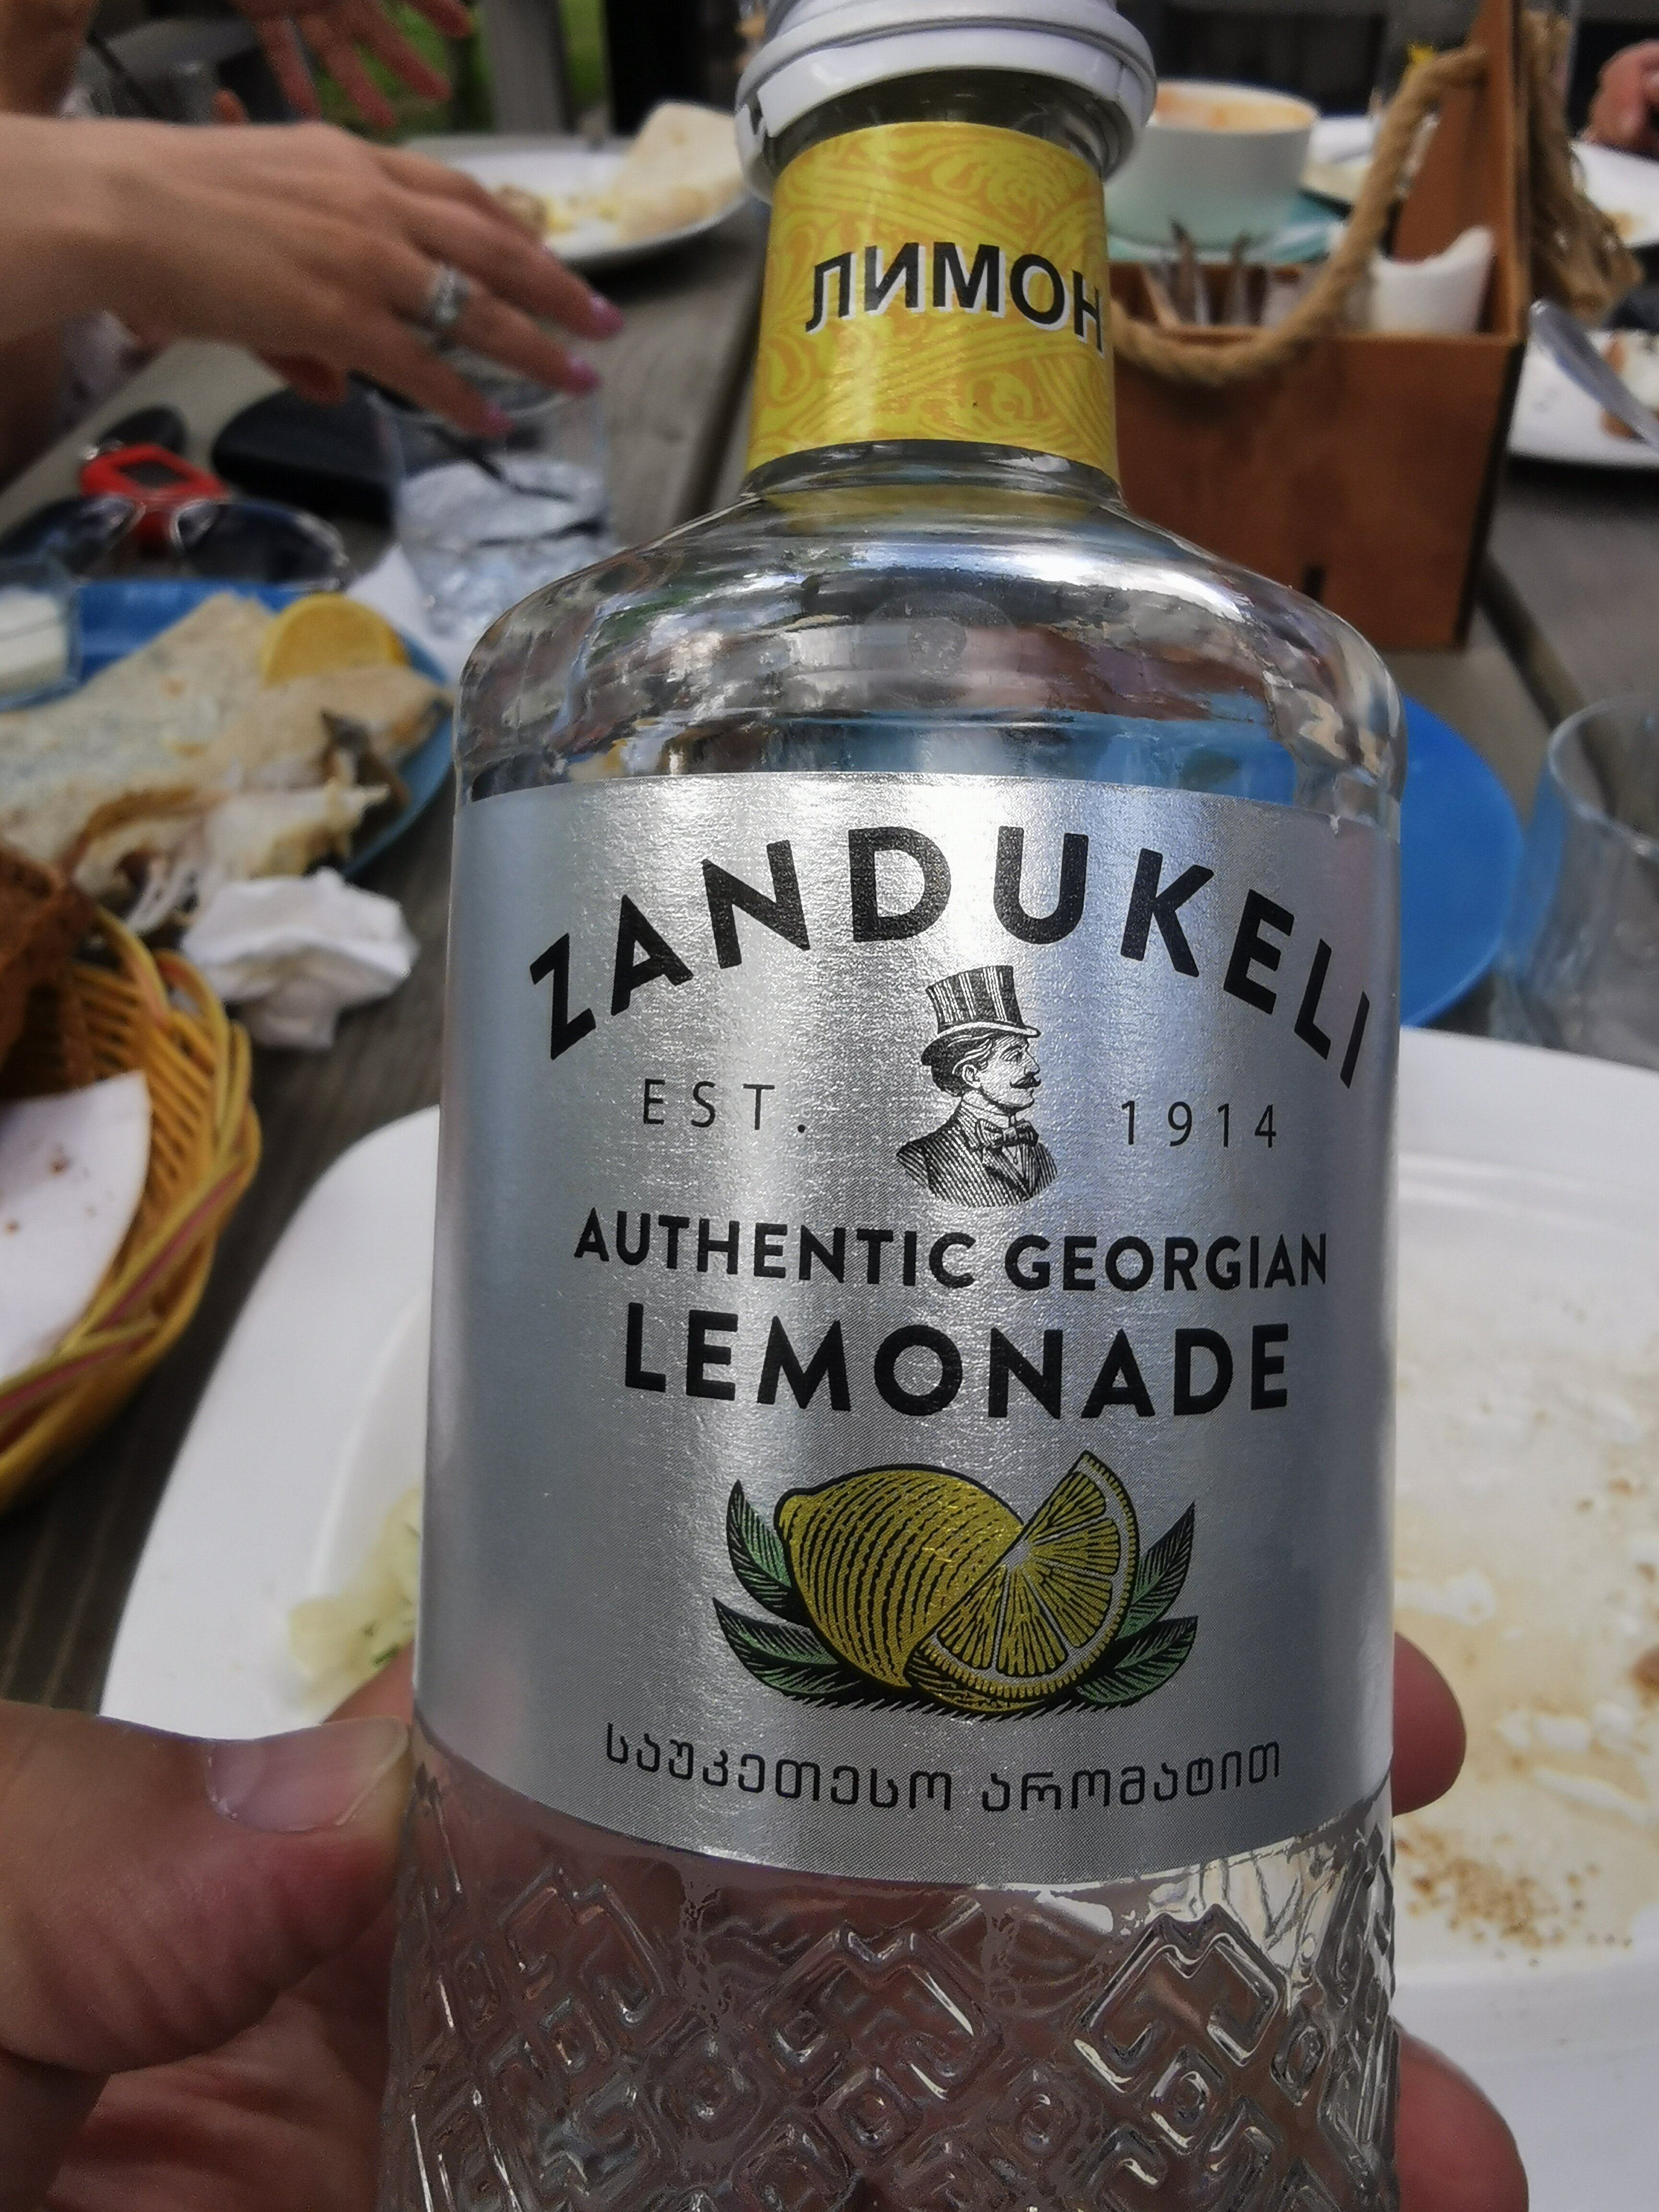 ЛИМОН
ZANDUKELI
EST. 1914
AUTHENTIC GEORGIAN
LEMONADE
საუკეთესო არომატით